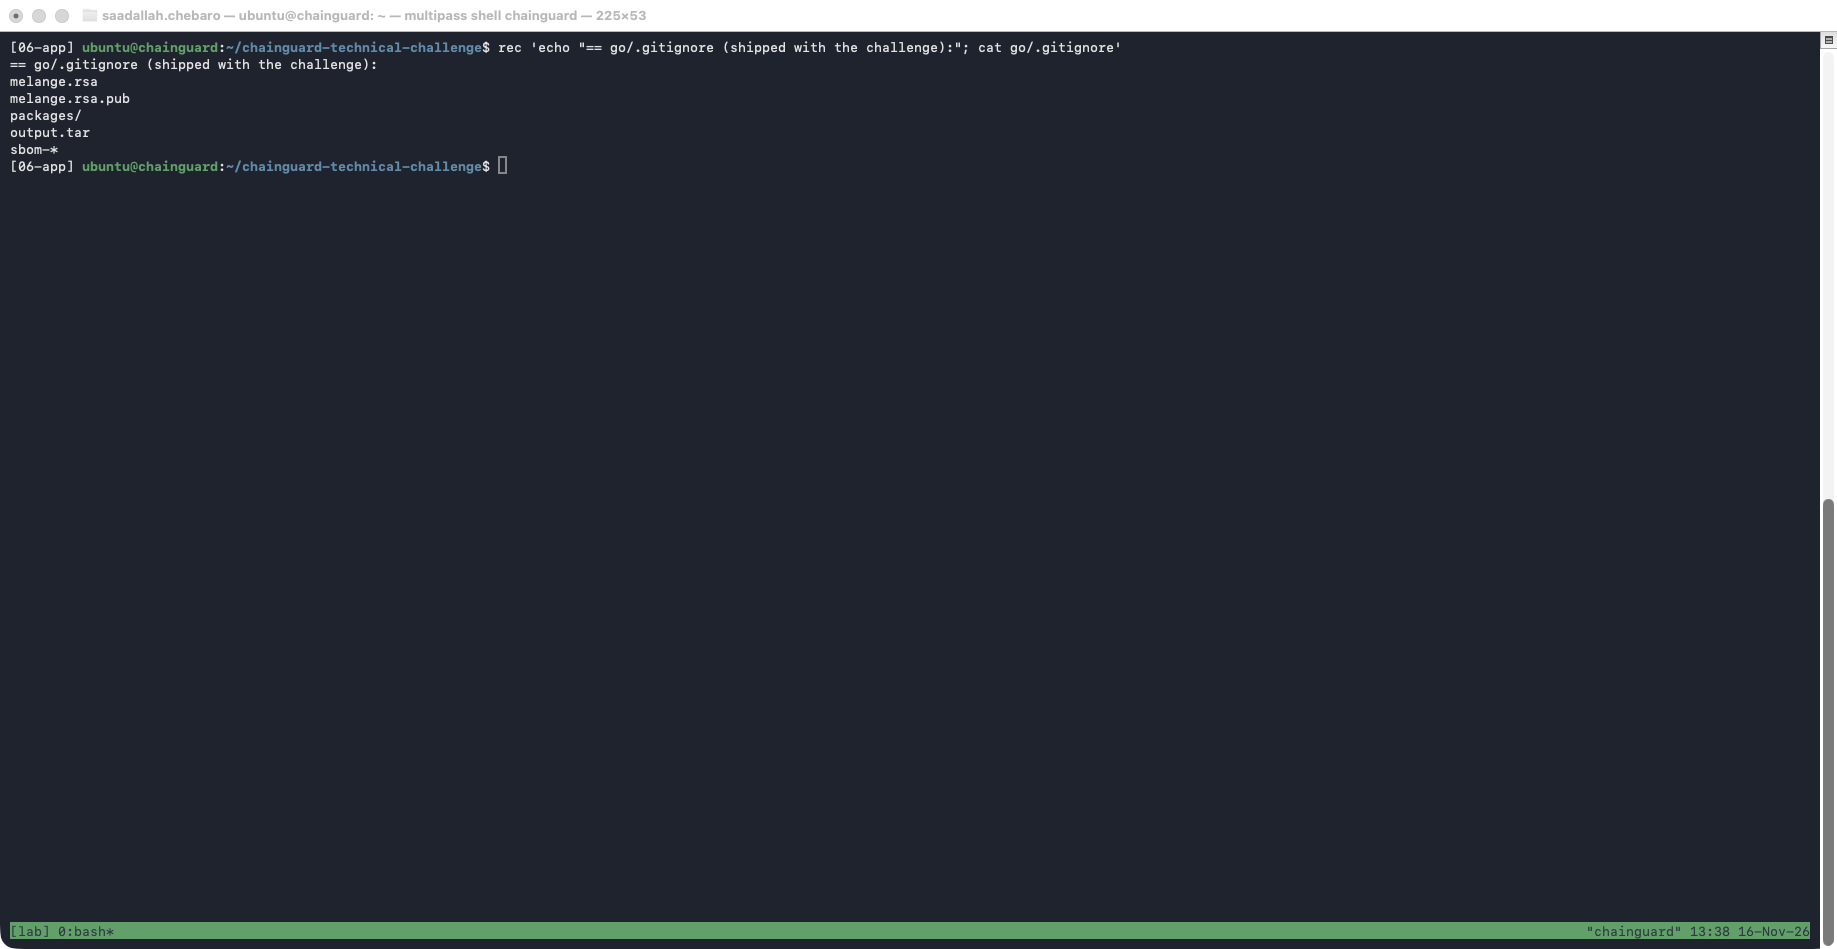 saadallah.chebaro — ubuntu@chainguard: ~ — multipass shell chainguard — 225×53
[06-app] ubuntu@chainguard:~/chainguard-technical-challenge$ rec 'echo "== go/.gitignore (shipped with the challenge):"; cat go/.gitignore'
== go/.gitignore (shipped with the challenge):
melange.rsa
melange.rsa.pub
packages/
output.tar
sbom-*
[06-app] ubuntu@chainguard:~/chainguard-technical-challenge$
[lab] 0:bash* "chainguard" 13:38 16-Nov-26